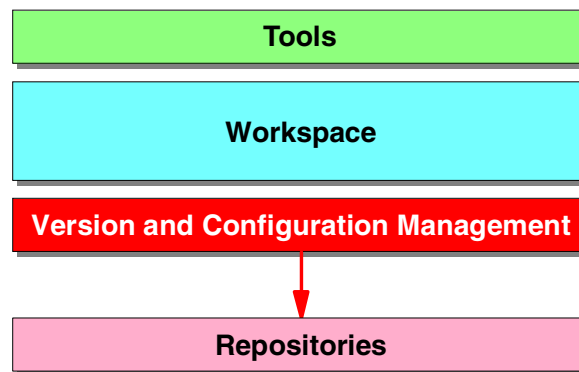 Tools
Workspace
Version and Configuration Management
Repositories